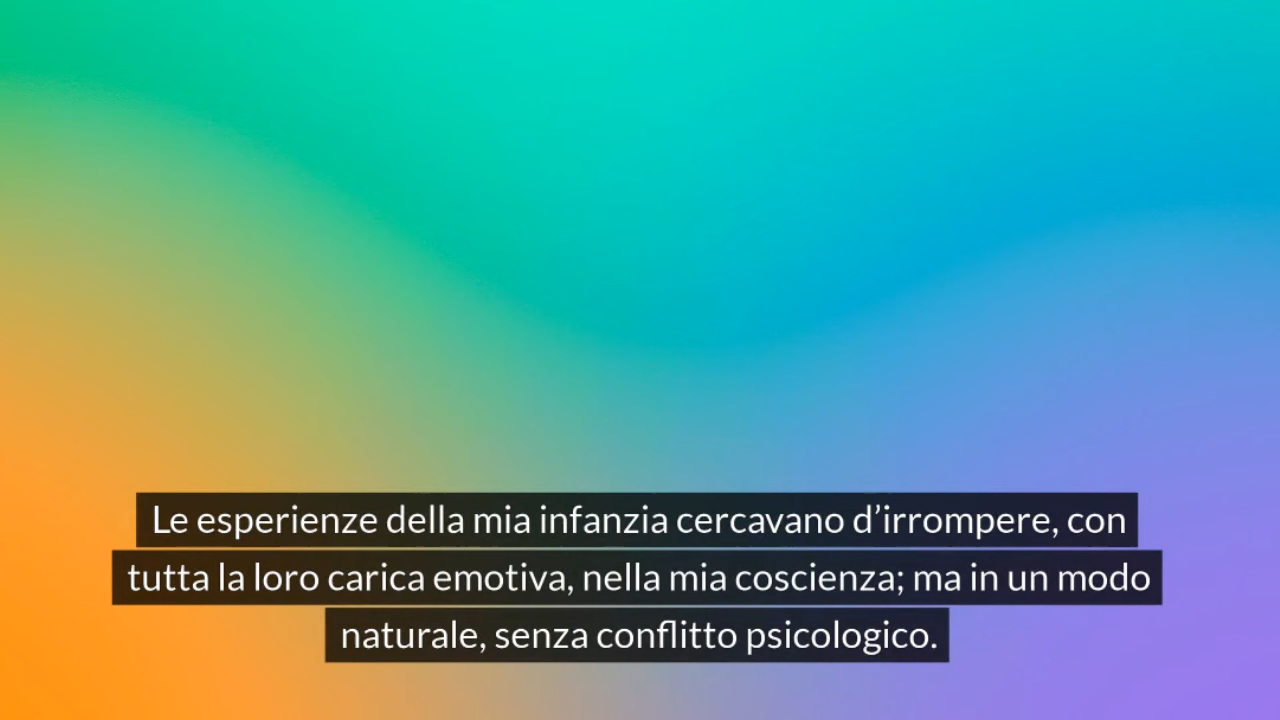 Le esperienze della mia infanzia cercavano d’irrompere, con
tutta la loro carica emotiva, nella mia coscienza; ma in un modo
naturale, senza conflitto psicologico.